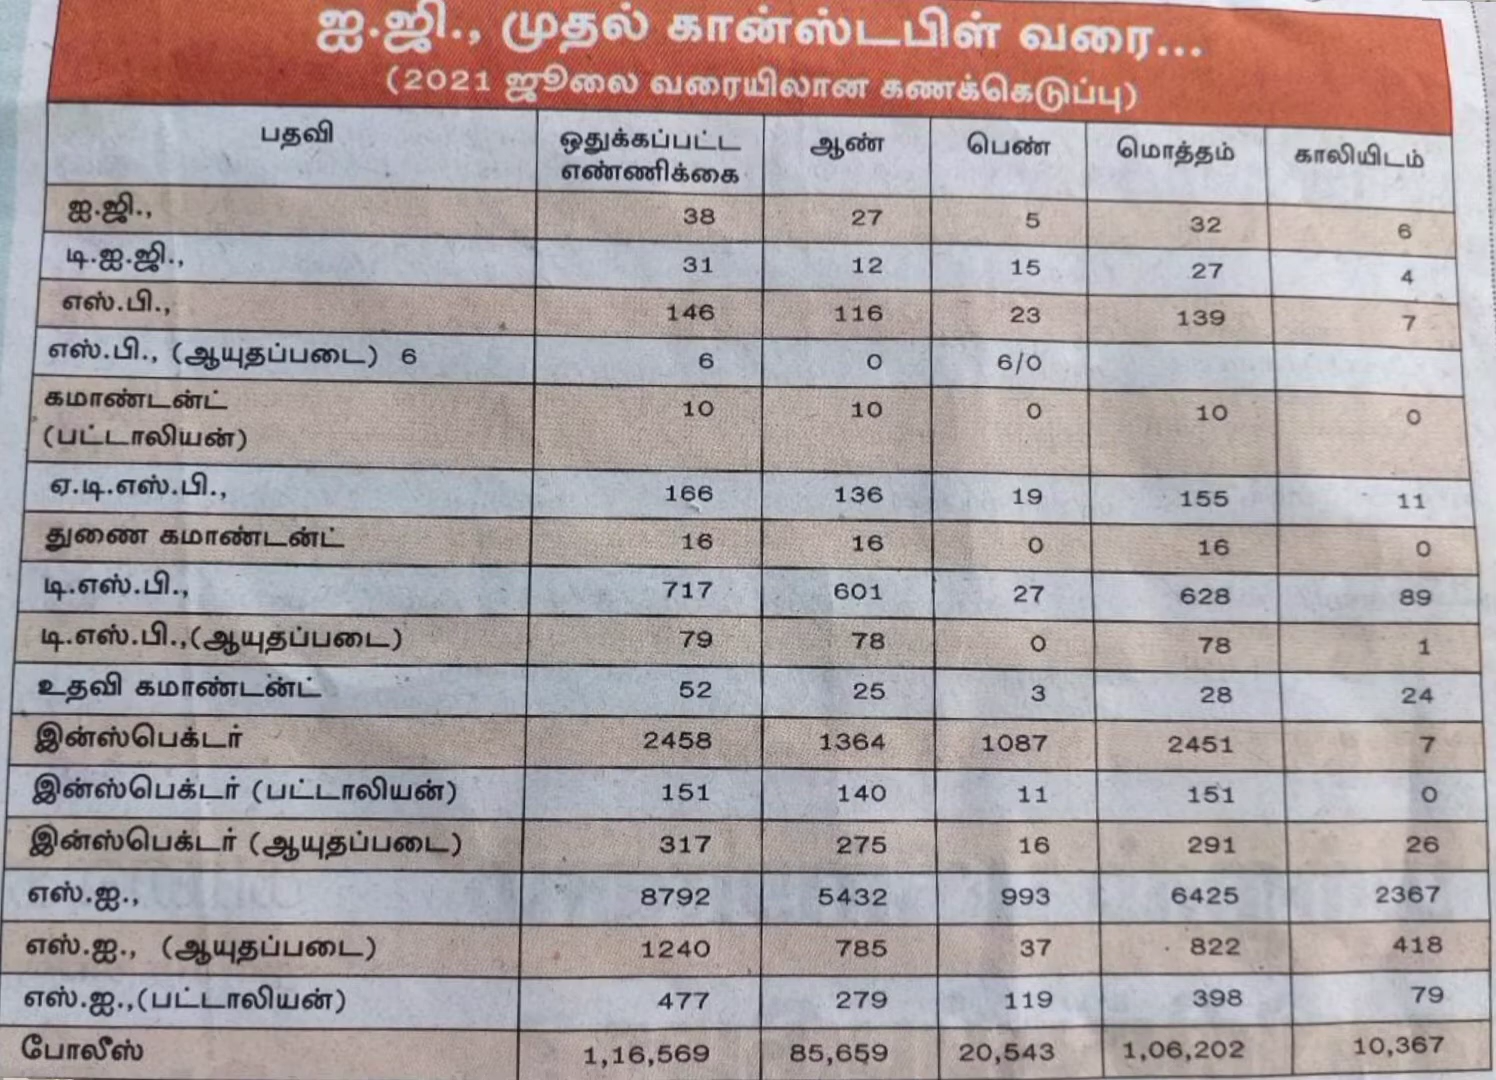 ஐ.ஜி., முதல் கான்ஸ்டபிள் வரை...
(2021 ஜூலை வரையிலான கணக்கெடுப்பு)
பதவி ஒதுக்கப்பட்ட எண்ணிக்கை ஆண் பெண் மொத்தம் காலியிடம்
ஐ.ஜி., 38 27 5 32 6
டி.ஐ.ஜி., 31 12 15 27 4
எஸ்.பி., 146 116 23 139 7
எஸ்.பி., (ஆயுதப்படை) 6 6 0 6/0
கமாண்டன்ட் (பட்டாலியன்) 10 10 0 10 0
ஏ.டி.எஸ்.பி., 166 136 19 155 11
துணை கமாண்டன்ட் 16 16 0 16 0
டி.எஸ்.பி., 717 601 27 628 89
டி.எஸ்.பி.,(ஆயுதப்படை) 79 78 0 78 1
உதவி கமாண்டன்ட் 52 25 3 28 24
இன்ஸ்பெக்டர் 2458 1364 1087 2451 7
இன்ஸ்பெக்டர் (பட்டாலியன்) 151 140 11 151 0
இன்ஸ்பெக்டர் (ஆயுதப்படை) 317 275 16 291 26
எஸ்.ஐ., 8792 5432 993 6425 2367
எஸ்.ஐ., (ஆயுதப்படை) 1240 785 37 822 418
எஸ்.ஐ.,(பட்டாலியன்) 477 279 119 398 79
போலீஸ் 1,16,569 85,659 20,543 1,06,202 10,367